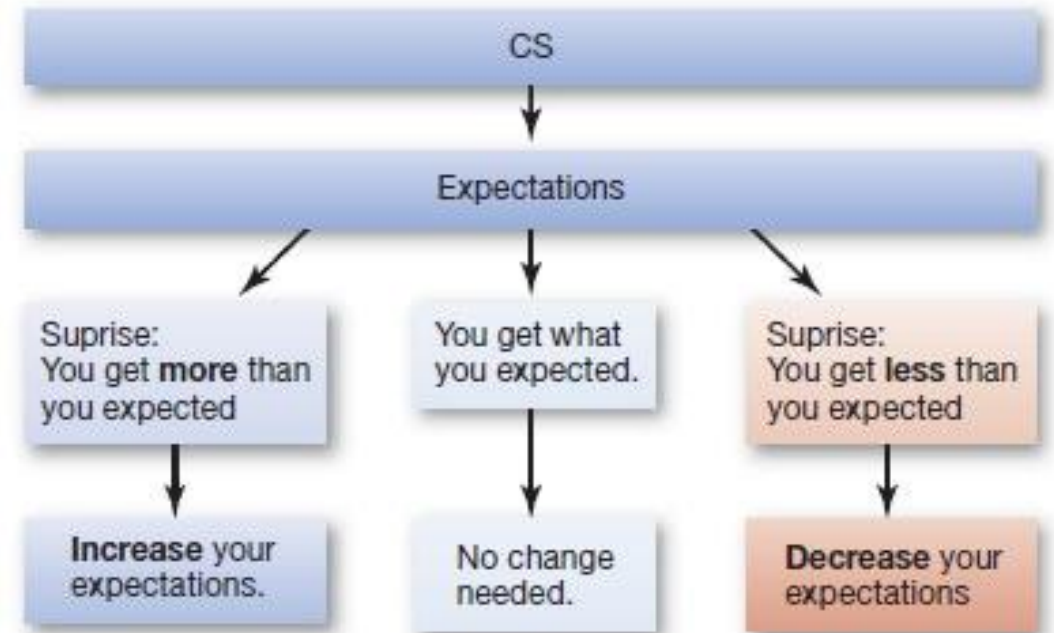 CS
Expectations
Suprise:
You get more than
you expected
You get what
you expected.
Suprise:
You get less than
you expected
Increase your
expectations.
No change
needed.
Decrease your
expectations